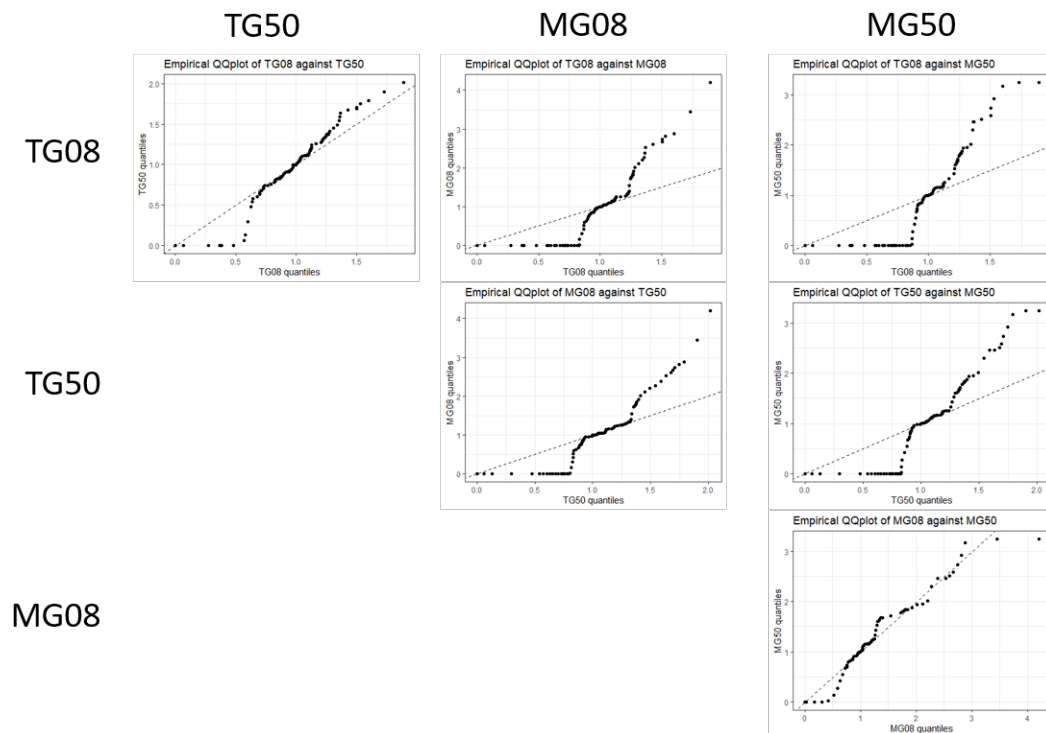 TG50 MG08 MG50
TG08
Empirical QQplot of TG08 against TG50
TG50 quantiles
2.0
1.5
1.0
0.5
0.0
0.0 0.5 1.0 1.5
TG08 quantiles
Empirical QQplot of TG08 against MG08
MG08 quantiles
4
3
2
1
0
0.0 0.5 1.0 1.5
TG08 quantiles
Empirical QQplot of TG08 against MG50
MG50 quantiles
3
2
1
0
0.0 0.5 1.0 1.5
TG08 quantiles
TG50
Empirical QQplot of MG08 against TG50
MG08 quantiles
4
3
2
1
0
0.0 0.5 1.0 1.5 2.0
TG50 quantiles
Empirical QQplot of TG50 against MG50
MG50 quantiles
3
2
1
0
0.0 0.5 1.0 1.5 2.0
TG50 quantiles
MG08
Empirical QQplot of MG08 against MG50
MG50 quantiles
3
2
1
0
0 1 2 3 4
MG08 quantiles